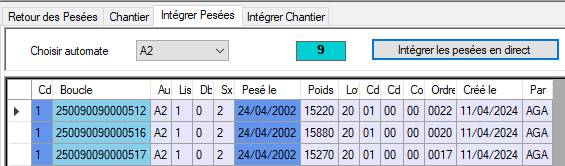 Retour des Pesées Chantier Intégrer Pesées Intégrer Chantier
Choisir automate A2 9 Intégrer les pesées en direct
Cd Boucle Au Lis Db Sx Pesé le Poids Lo Cd Cd Co Ordre Créé le Par
1 250090090000512 A2 1 0 2 24/04/2002 15220 20 01 00 00 0022 11/04/2024 AGA
1 250090090000516 A2 1 0 2 24/04/2002 15880 20 01 00 00 0020 11/04/2024 AGA
1 250090090000517 A2 1 0 2 24/04/2002 15270 20 01 00 00 0017 11/04/2024 AGA